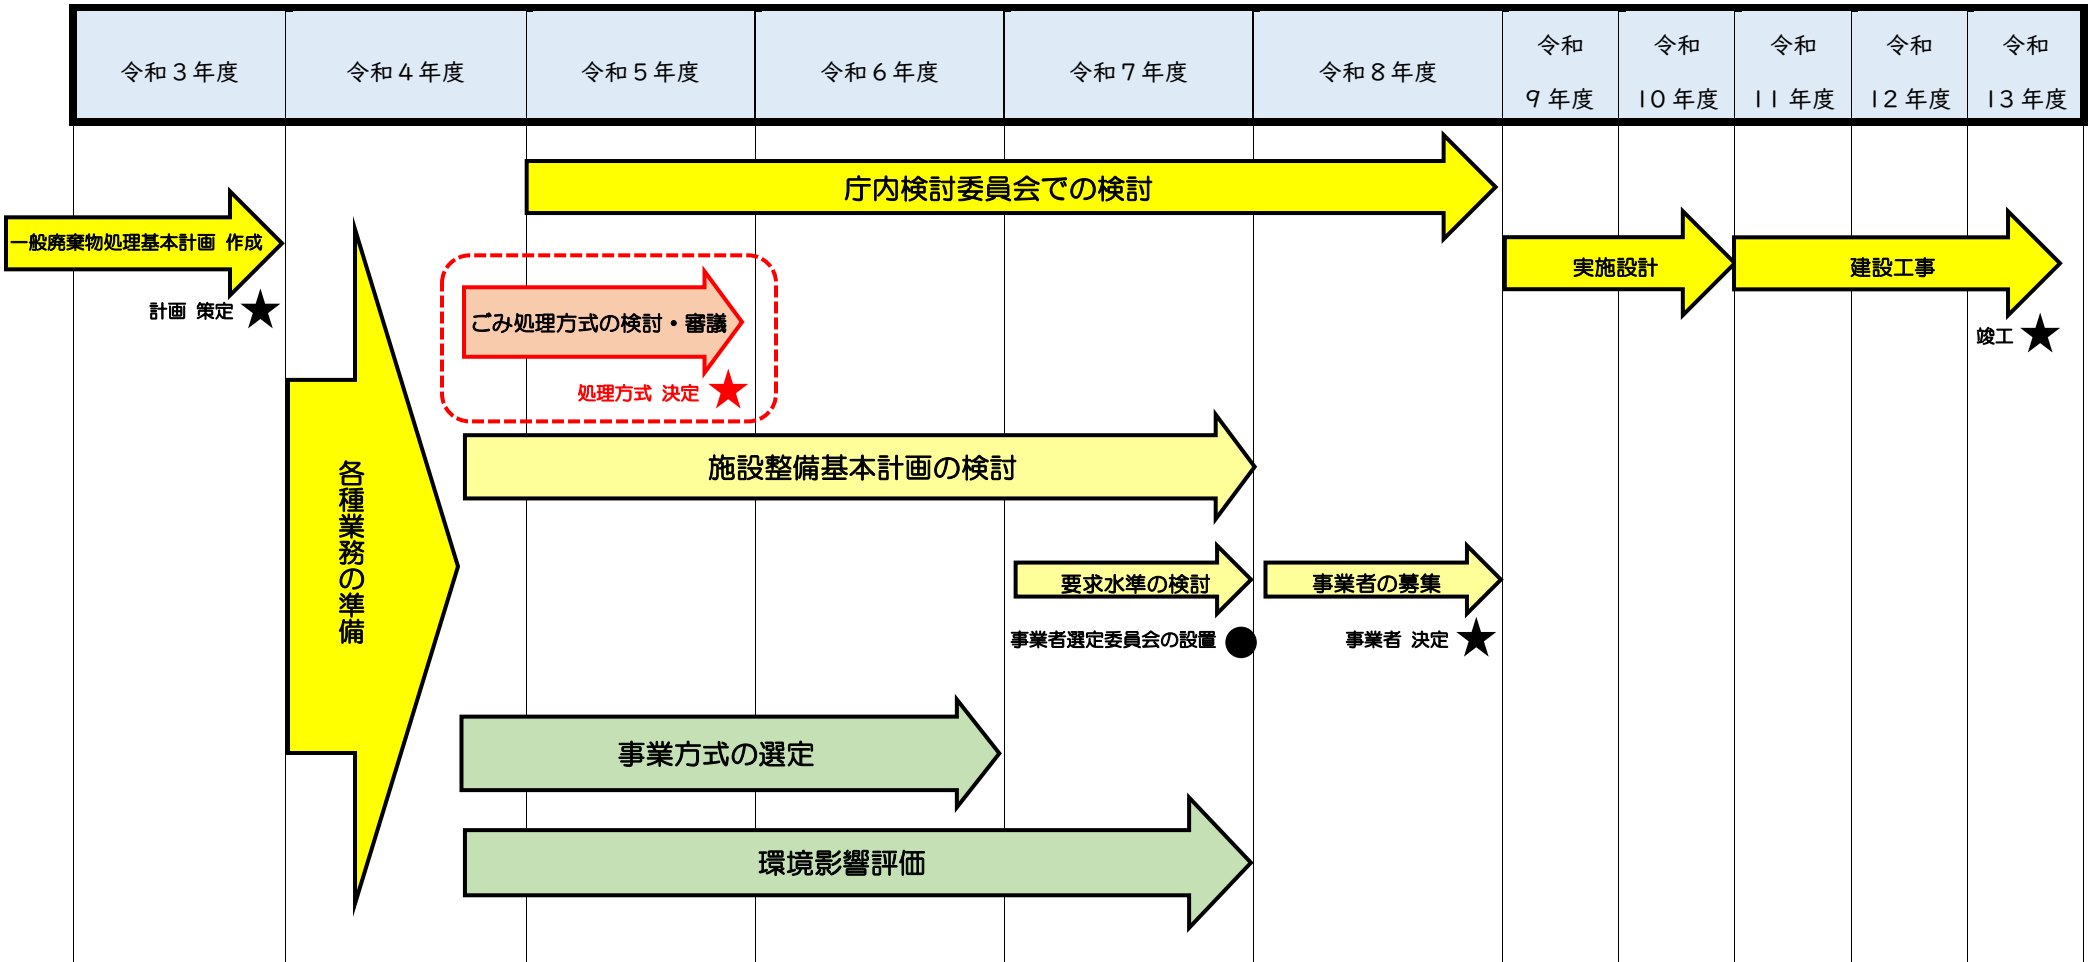 令和３年度
令和４年度
令和５年度
令和６年度
令和７年度
令和８年度
令和
９年度
令和
10年度
令和
11年度
令和
12年度
令和
13年度
庁内検討委員会での検討
一般廃棄物処理基本計画 作成
計画 策定 ★
実施設計
建設工事
竣工 ★
ごみ処理方式の検討・審議
処理方式 決定 ★
各種業務の準備
施設整備基本計画の検討
要求水準の検討
事業者の募集
事業者選定委員会の設置 ●
事業者 決定 ★
事業方式の選定
環境影響評価